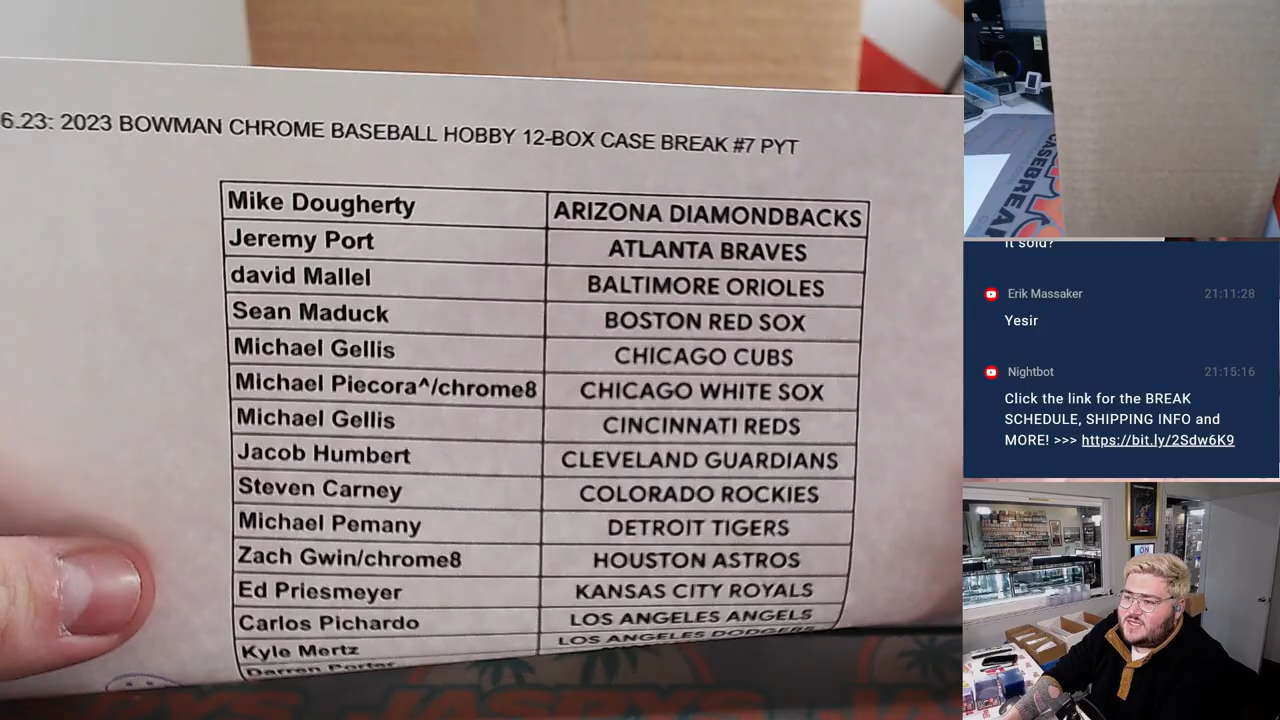 6.23: 2023 BOWMAN CHROME BASEBALL HOBBY 12-BOX CASE BREAK #7 PYT
Mike Dougherty ARIZONA DIAMONDBACKS
Jeremy Port ATLANTA BRAVES
david Mallel BALTIMORE ORIOLES
Sean Maduck BOSTON RED SOX
Michael Gellis CHICAGO CUBS
Michael Piecora^/chrome8 CHICAGO WHITE SOX
Michael Gellis CINCINNATI REDS
Jacob Humbert CLEVELAND GUARDIANS
Steven Carney COLORADO ROCKIES
Michael Pemany DETROIT TIGERS
Zach Gwin/chrome8 HOUSTON ASTROS
Ed Priesmeyer KANSAS CITY ROYALS
Carlos Pichardo LOS ANGELES ANGELS
Kyle Mertz LOS ANGELES DODGERS
Darren Porter
JASPYS
CASEBREAK
it sold?
Erik Massaker 21:11:28
Yesir
Nightbot 21:15:16
Click the link for the BREAK
SCHEDULE, SHIPPING INFO and
MORE! >>> https://bit.ly/2Sdw6K9
ON